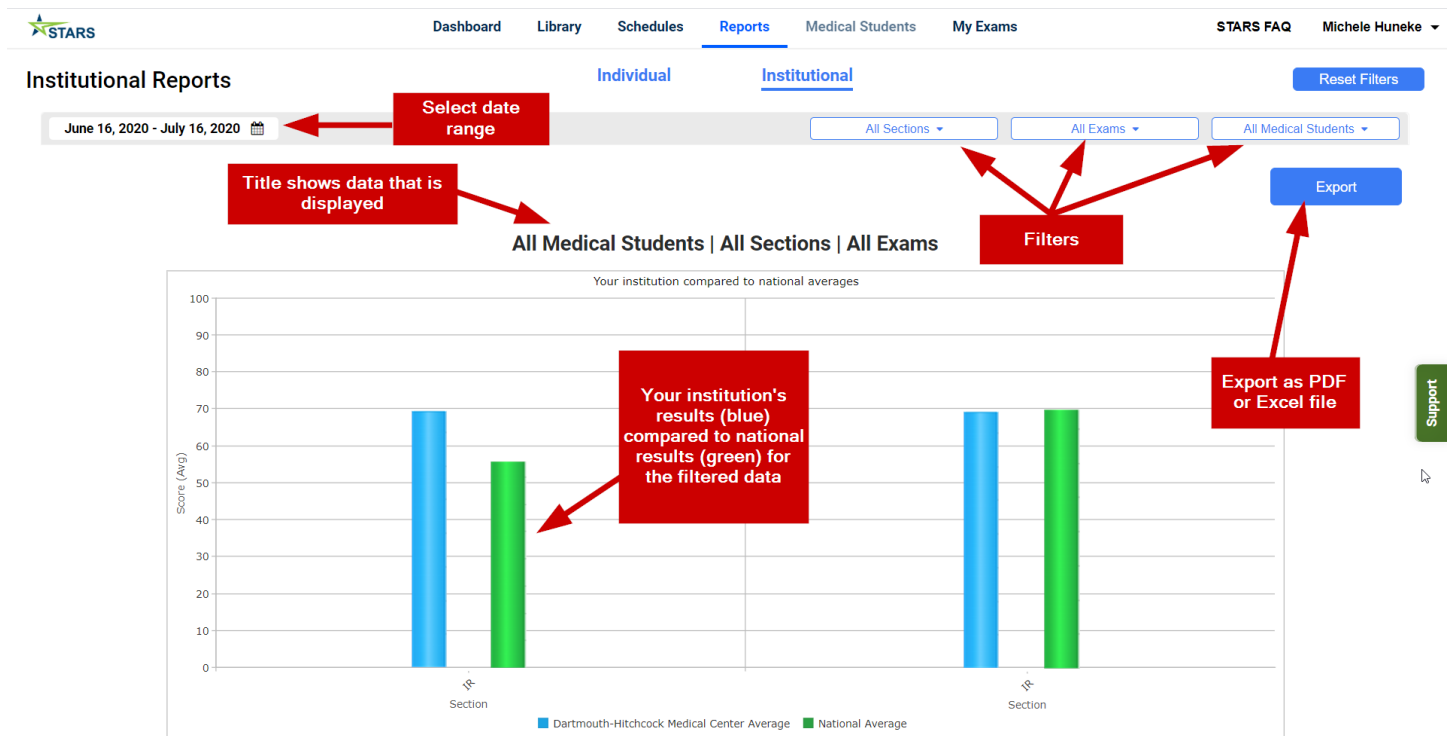 STARS
Dashboard Library Schedules Reports Medical Students My Exams STARS FAQ Michele Huneke
Institutional Reports Individual Institutional Reset Filters
Select date
range
June 16, 2020 - July 16, 2020 All Sections All Exams All Medical Students
Title shows data that is
displayed
Export
Filters
All Medical Students | All Sections | All Exams
Your institution compared to national averages
100
90
80
70
60
50
40
30
20
10
0
Score (Avg)
Your institution's
results (blue)
compared to national
results (green) for
the filtered data
Export as PDF
or Excel file
Support
IR IR
Section Section
Dartmouth-Hitchcock Medical Center Average National Average